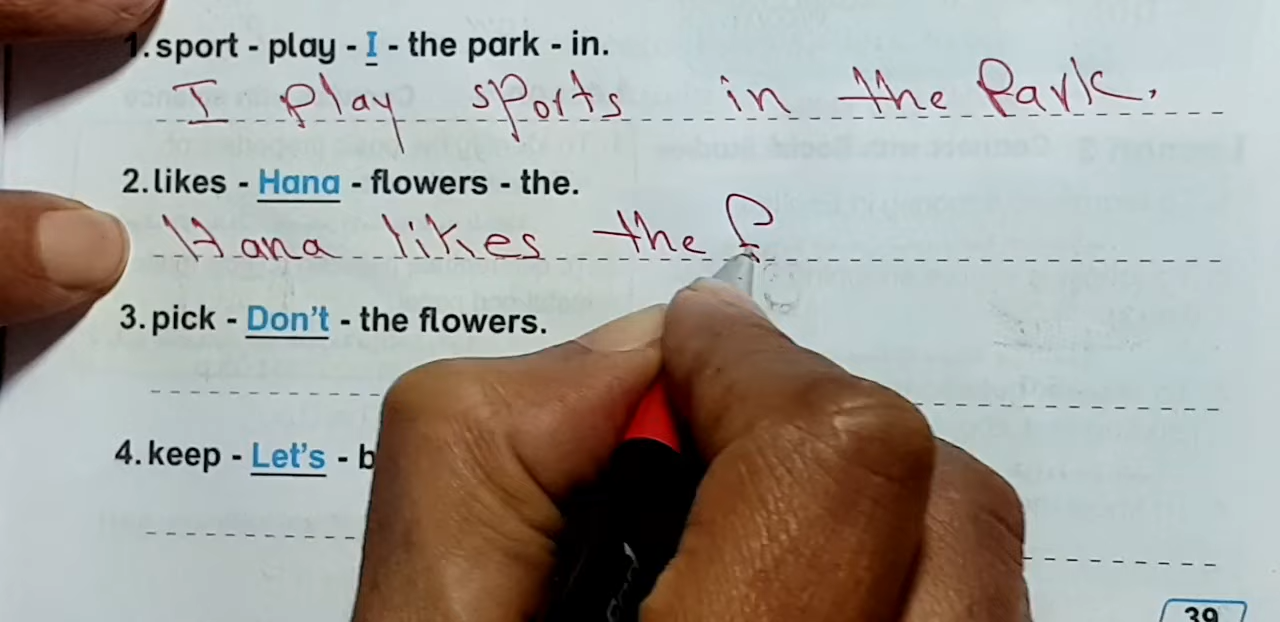 1. sport - play - I - the park - in.
I play sports in the Park.
2. likes - Hana - flowers - the.
Hana likes the f
3. pick - Don't - the flowers.
4. keep - Let's - b
39